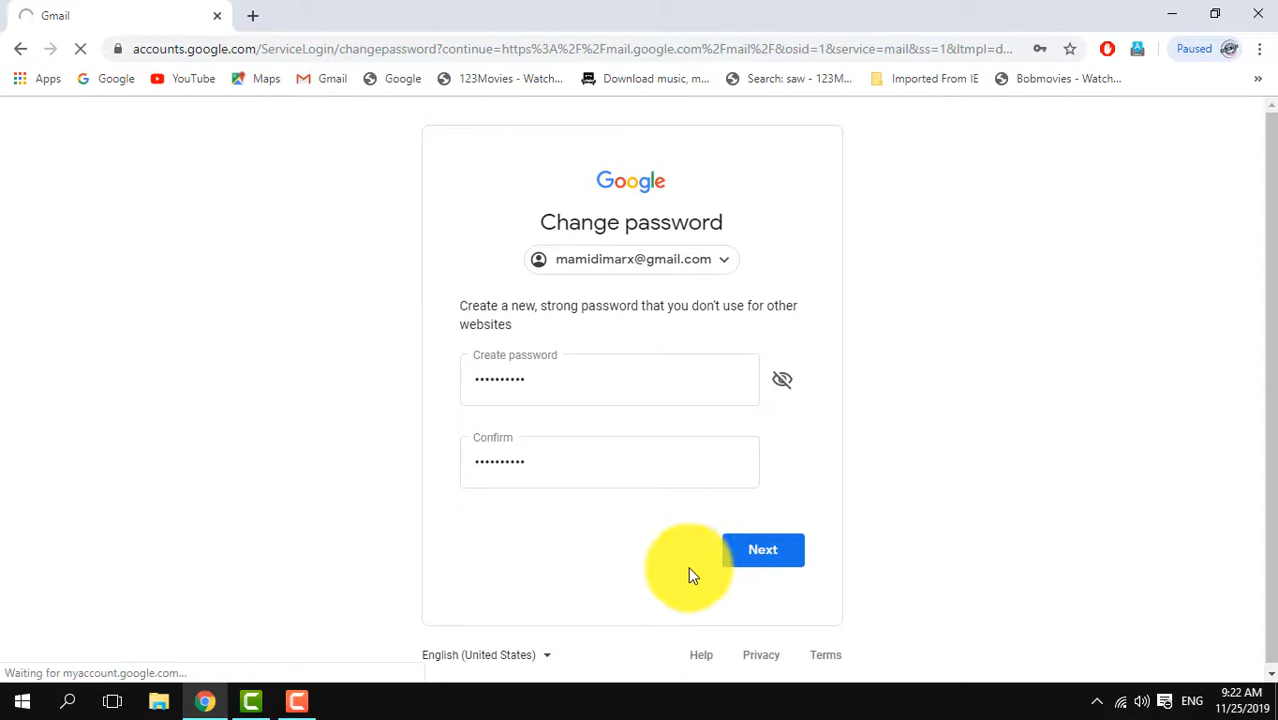 Gmail
accounts.google.com/ServiceLogin/changepassword?continue=https%3A%2F%2Fmail.google.com%2Fmail%2F&osid=1&service=mail&ss=1&ltmpl=d...
Paused
Apps Google YouTube Maps Gmail Google 123Movies - Watch... Download music, m... Search: saw - 123M... Imported From IE Bobmovies - Watch... »
Google
Change password
mamidimarx@gmail.com
Create a new, strong password that you don't use for other
websites
Create password
••••••••••
Confirm
••••••••••
Next
English (United States) Help Privacy Terms
Waiting for myaccount.google.com...
ENG
9:22 AM
11/25/2019